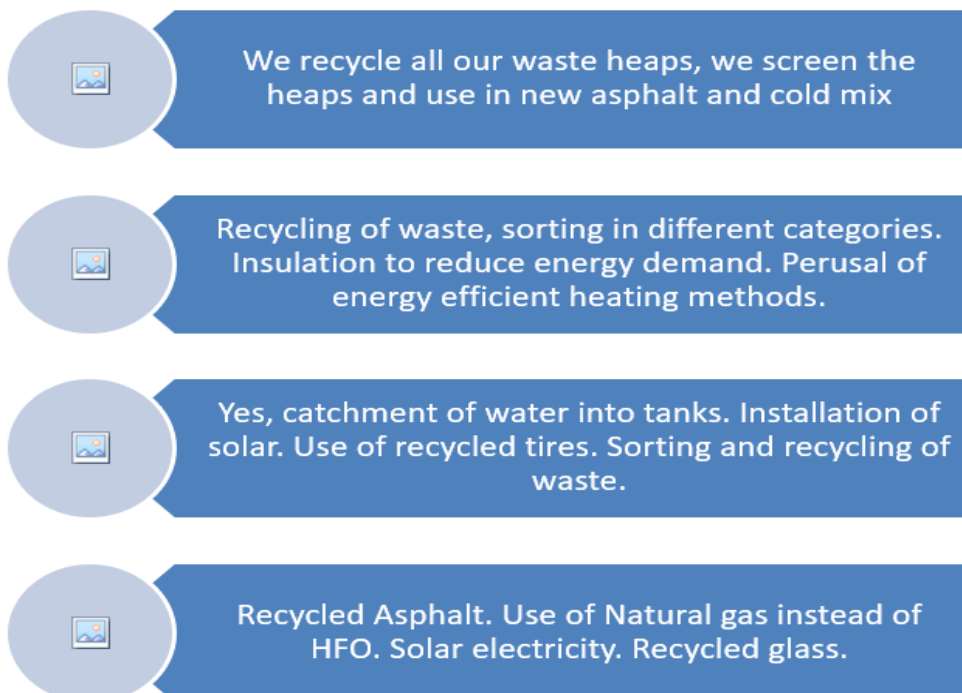 We recycle all our waste heaps, we screen the
heaps and use in new asphalt and cold mix
Recycling of waste, sorting in different categories.
Insulation to reduce energy demand. Perusal of
energy efficient heating methods.
Yes, catchment of water into tanks. Installation of
solar. Use of recycled tires. Sorting and recycling of
waste.
Recycled Asphalt. Use of Natural gas instead of
HFO. Solar electricity. Recycled glass.